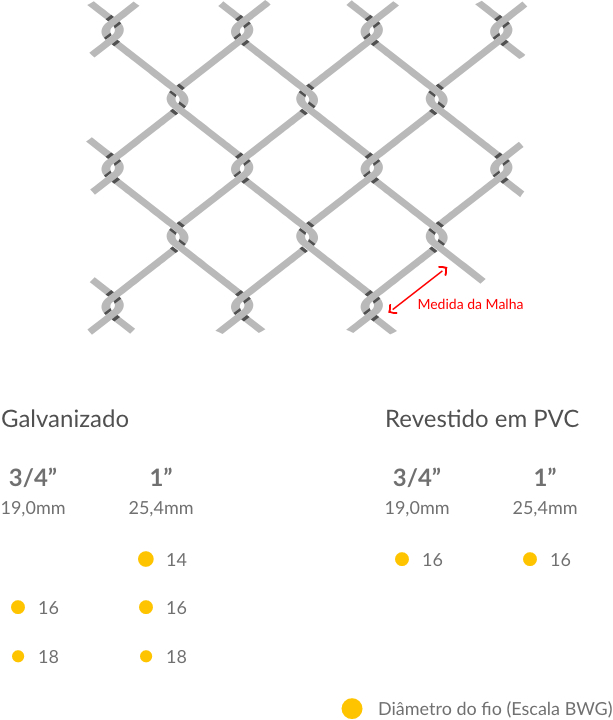 Medida da Malha
Galvanizado
3/4” 1”
19,0mm 25,4mm
14
16 16
18 18
Revestido em PVC
3/4” 1”
19,0mm 25,4mm
16 16
Diâmetro do fio (Escala BWG)